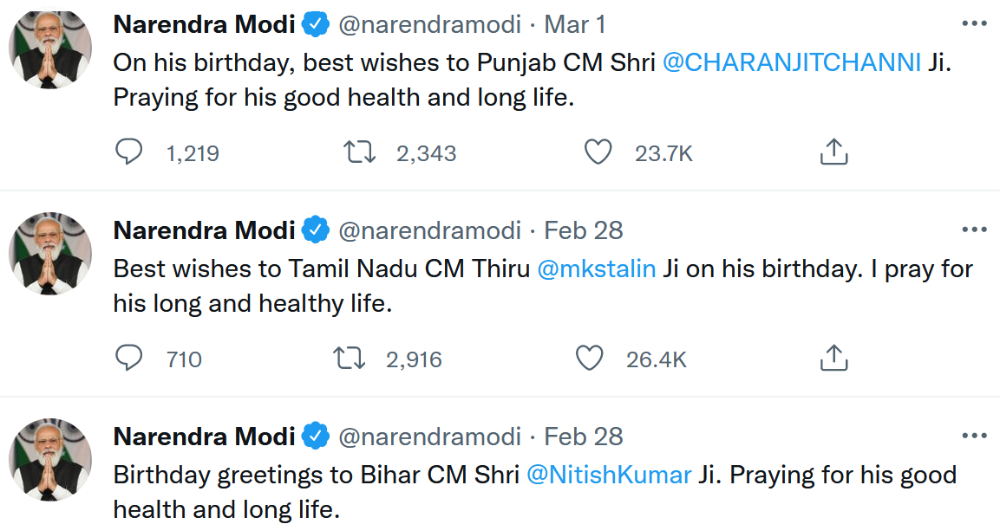 Narendra Modi @narendramodi · Mar 1
On his birthday, best wishes to Punjab CM Shri @CHARANJITCHANNI Ji.
Praying for his good health and long life.
1,219 2,343 23.7K
Narendra Modi @narendramodi · Feb 28
Best wishes to Tamil Nadu CM Thiru @mkstalin Ji on his birthday. I pray for
his long and healthy life.
710 2,916 26.4K
Narendra Modi @narendramodi · Feb 28
Birthday greetings to Bihar CM Shri @NitishKumar Ji. Praying for his good
health and long life.